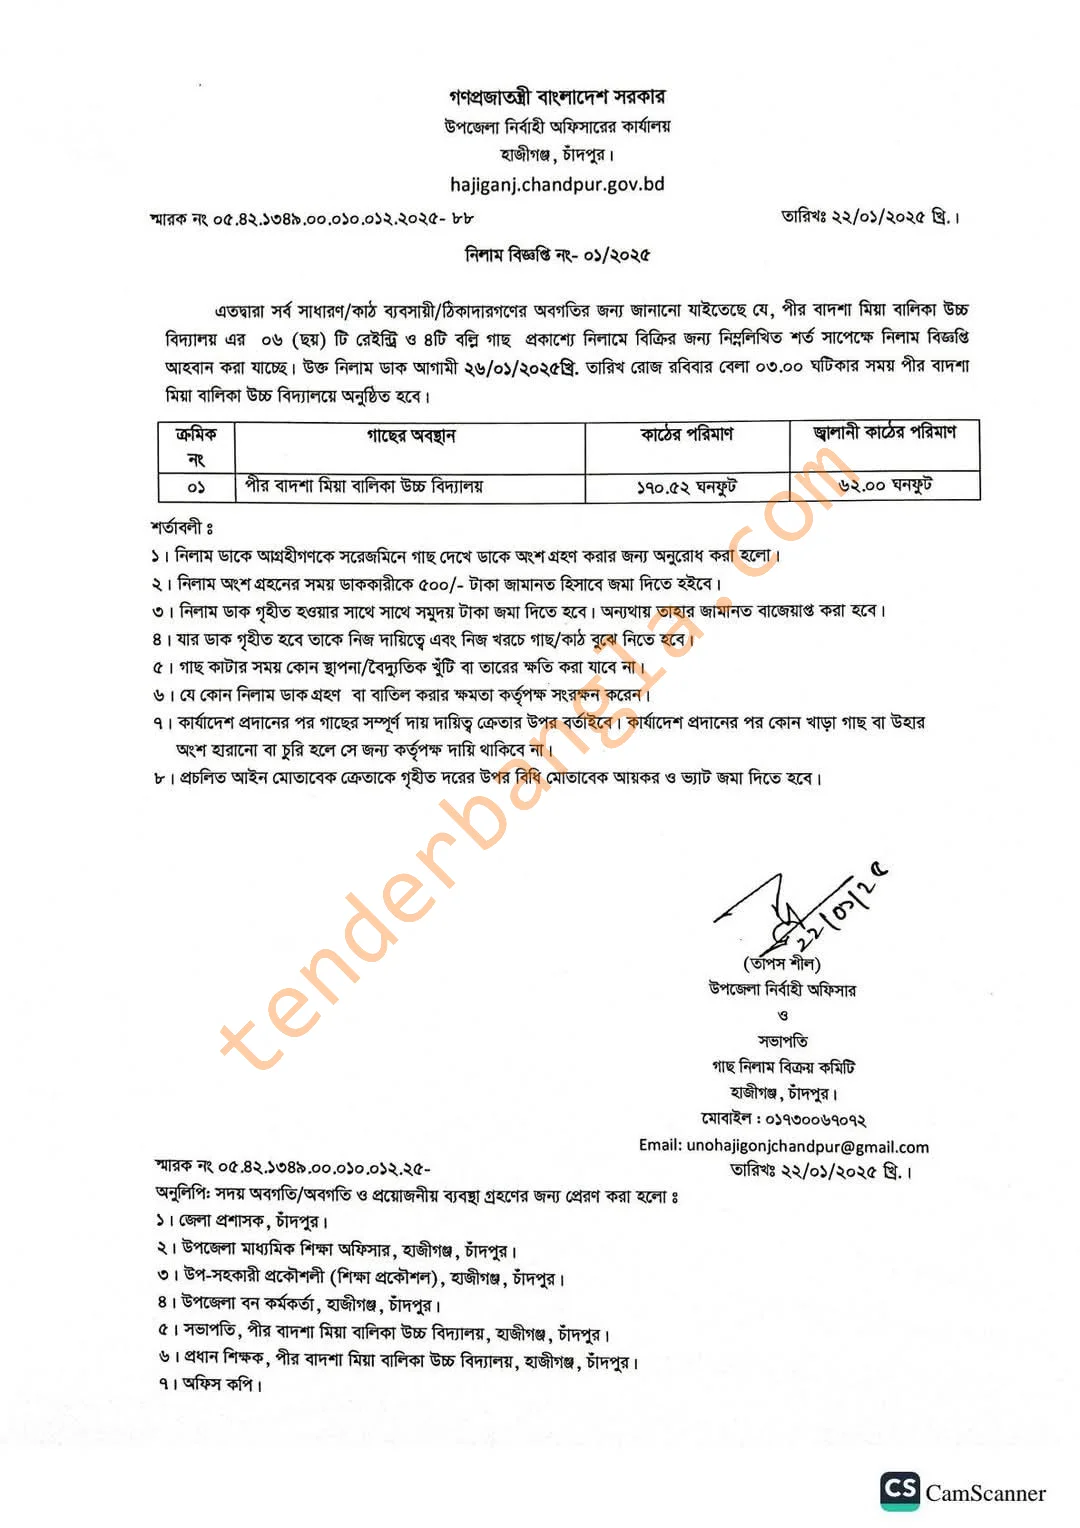 গণপ্রজাতন্ত্রী বাংলাদেশ সরকার
উপজেলা নির্বাহী অফিসারের কার্যালয়
হাজীগঞ্জ, চাঁদপুর।
hajiganj.chandpur.gov.bd
স্মারক নং ০৫.৪২.১৩৪৯.০০.০১০.০১২.২০২৫- ৮৮ তারিখঃ ২২/০১/২০২৫ খ্রি.।
নিলাম বিজ্ঞপ্তি নং- ০১/২০২৫
এতদ্বারা সর্ব সাধারণ/কাঠ ব্যবসায়ী/ঠিকাদারগণের অবগতির জন্য জানানো যাইতেছে যে, পীর বাদশা মিয়া বালিকা উচ্চ
বিদ্যালয় এর ০৬ (ছয়) টি রেইন্ট্রি ও ৪টি বল্লি গাছ প্রকাশ্যে নিলামে বিক্রির জন্য নিম্নলিখিত শর্ত সাপেক্ষে নিলাম বিজ্ঞপ্তি
আহবান করা যাচ্ছে। উক্ত নিলাম ডাক আগামী ২৬/০১/২০২৫খ্রি. তারিখ রোজ রবিবার বেলা ০৩.০০ ঘটিকার সময় পীর বাদশা
মিয়া বালিকা উচ্চ বিদ্যালয়ে অনুষ্ঠিত হবে।
ক্রমিক নং গাছের অবস্থান কাঠের পরিমাণ জ্বালানী কাঠের পরিমাণ
০১ পীর বাদশা মিয়া বালিকা উচ্চ বিদ্যালয় ১৭০.৫২ ঘনফুট ৬২.০০ ঘনফুট
শর্তাবলী ঃ
১। নিলাম ডাকে আগ্রহীগণকে সরেজমিনে গাছ দেখে ডাকে অংশ গ্রহণ করার জন্য অনুরোধ করা হলো।
২। নিলাম অংশ গ্রহনের সময় ডাককারীকে ৫০০/- টাকা জামানত হিসাবে জমা দিতে হইবে।
৩। নিলাম ডাক গৃহীত হওয়ার সাথে সাথে সমুদয় টাকা জমা দিতে হবে। অন্যথায় তাহার জামানত বাজেয়াপ্ত করা হবে।
৪। যার ডাক গৃহীত হবে তাকে নিজ দায়িত্বে এবং নিজ খরচে গাছ/কাঠ বুঝে নিতে হবে।
৫। গাছ কাটার সময় কোন স্থাপনা/বৈদ্যুতিক খুঁটি বা তারের ক্ষতি করা যাবে না।
৬। যে কোন নিলাম ডাক গ্রহণ বা বাতিল করার ক্ষমতা কর্তৃপক্ষ সংরক্ষন করেন।
৭। কার্যাদেশ প্রদানের পর গাছের সম্পূর্ণ দায় দায়িত্ব ক্রেতার উপর বর্তাইবে। কার্যাদেশ প্রদানের পর কোন খাড়া গাছ বা উহার
অংশ হারানো বা চুরি হলে সে জন্য কর্তৃপক্ষ দায়ি থাকিবে না।
৮। প্রচলিত আইন মোতাবেক ক্রেতাকে গৃহীত দরের উপর বিধি মোতাবেক আয়কর ও ভ্যাট জমা দিতে হবে।
tenderbangla.com
২২/০১/২৫
(তাপস শীল)
উপজেলা নির্বাহী অফিসার
ও
সভাপতি
গাছ নিলাম বিক্রয় কমিটি
হাজীগঞ্জ, চাঁদপুর।
মোবাইল : ০১৭৩০০৬৭০৭২
Email: unohajigonjchandpur@gmail.com
স্মারক নং ০৫.৪২.১৩৪৯.০০.০১০.০১২.২৫- তারিখঃ ২২/০১/২০২৫ খ্রি.।
অনুলিপি: সদয় অবগতি/অবগতি ও প্রয়োজনীয় ব্যবস্থা গ্রহণের জন্য প্রেরণ করা হলো ঃ
১। জেলা প্রশাসক, চাঁদপুর।
২। উপজেলা মাধ্যমিক শিক্ষা অফিসার, হাজীগঞ্জ, চাঁদপুর।
৩। উপ-সহকারী প্রকৌশলী (শিক্ষা প্রকৌশল), হাজীগঞ্জ, চাঁদপুর।
৪। উপজেলা বন কর্মকর্তা, হাজীগঞ্জ, চাঁদপুর।
৫। সভাপতি, পীর বাদশা মিয়া বালিকা উচ্চ বিদ্যালয়, হাজীগঞ্জ, চাঁদপুর।
৬। প্রধান শিক্ষক, পীর বাদশা মিয়া বালিকা উচ্চ বিদ্যালয়, হাজীগঞ্জ, চাঁদপুর।
৭। অফিস কপি।
CS CamScanner